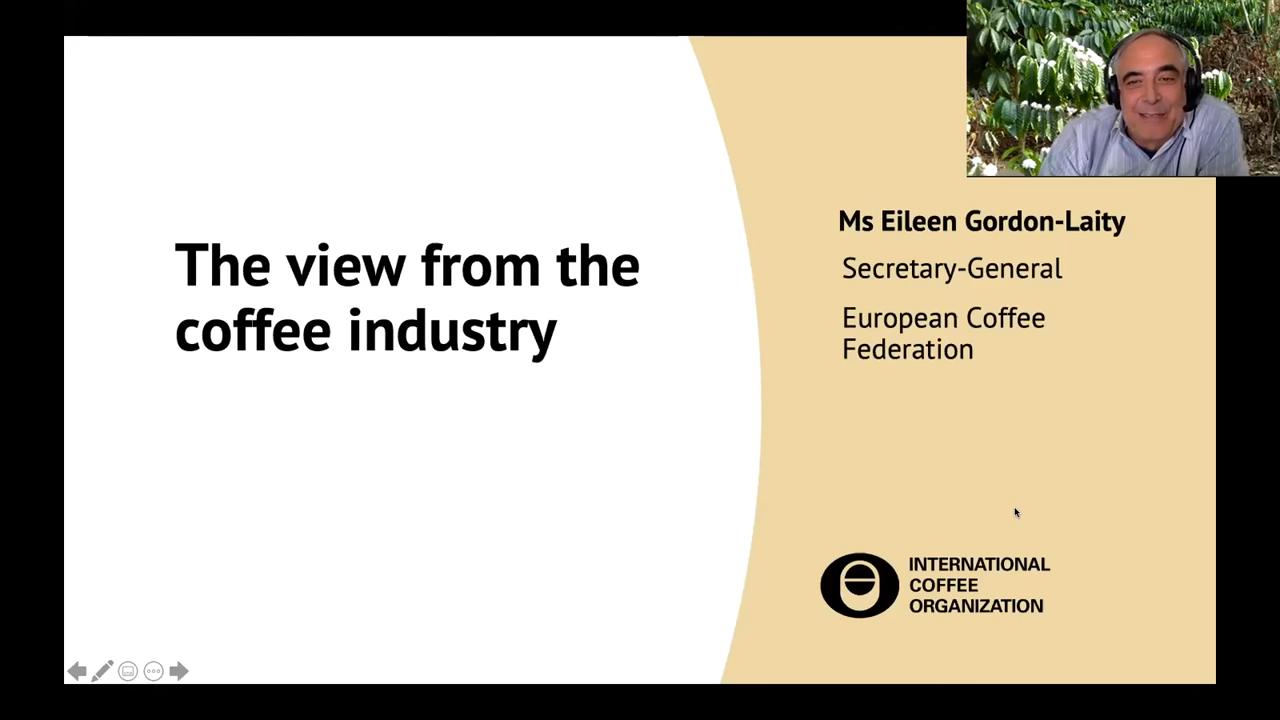 The view from the
coffee industry
Ms Eileen Gordon-Laity
Secretary-General
European Coffee
Federation
INTERNATIONAL
COFFEE
ORGANIZATION